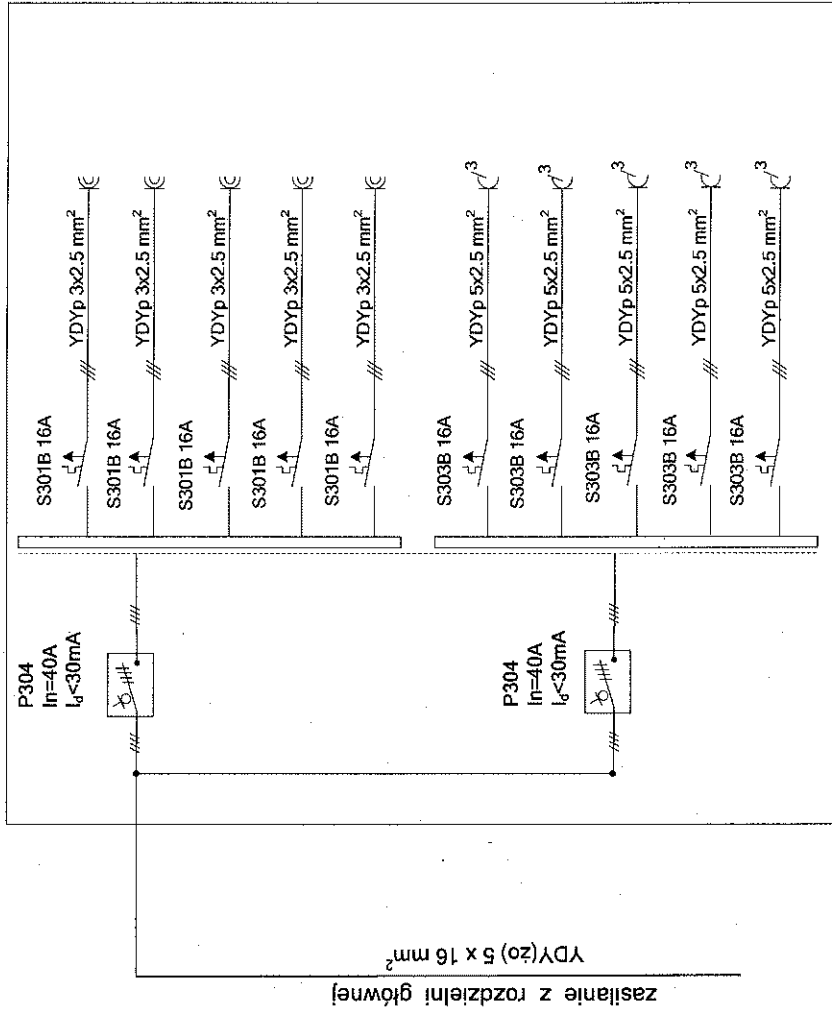 P304
In=40A
I_d<30mA
S301B 16A
YDYp 3x2.5 mm²
S301B 16A
YDYp 3x2.5 mm²
S301B 16A
YDYp 3x2.5 mm²
S301B 16A
YDYp 3x2.5 mm²
S301B 16A
YDYp 3x2.5 mm²
P304
In=40A
I_d<30mA
S303B 16A
YDYp 5x2.5 mm²
3
S303B 16A
YDYp 5x2.5 mm²
3
S303B 16A
YDYp 5x2.5 mm²
3
S303B 16A
YDYp 5x2.5 mm²
3
S303B 16A
YDYp 5x2.5 mm²
3
YDY(żo) 5 x 16 mm²
zasilanie z rozdzielni głównej